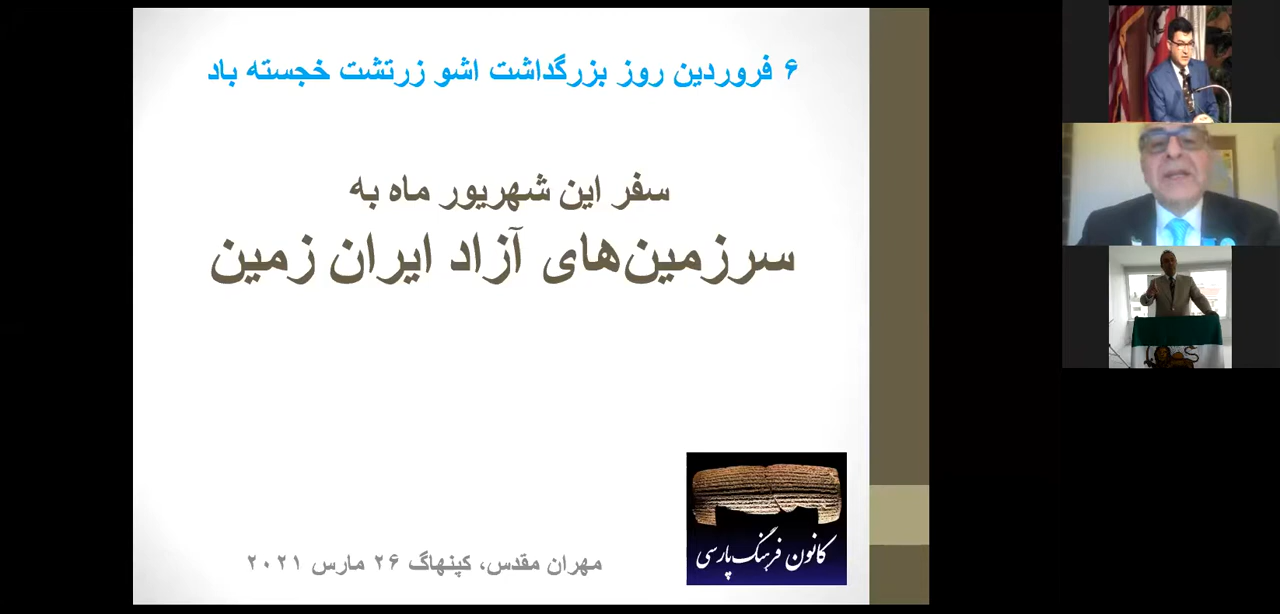 ۶ فروردین روز بزرگداشت اشو زرتشت خجسته باد
سفر این شهریور ماه به
سرزمین‌های آزاد ایران زمین
کانون فرهنگ پارسی
مهران مقدس، کپنهاگ ۲۶ مارس ۲۰۲۱